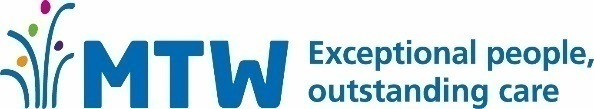 MTW
Exceptional people,
outstanding care